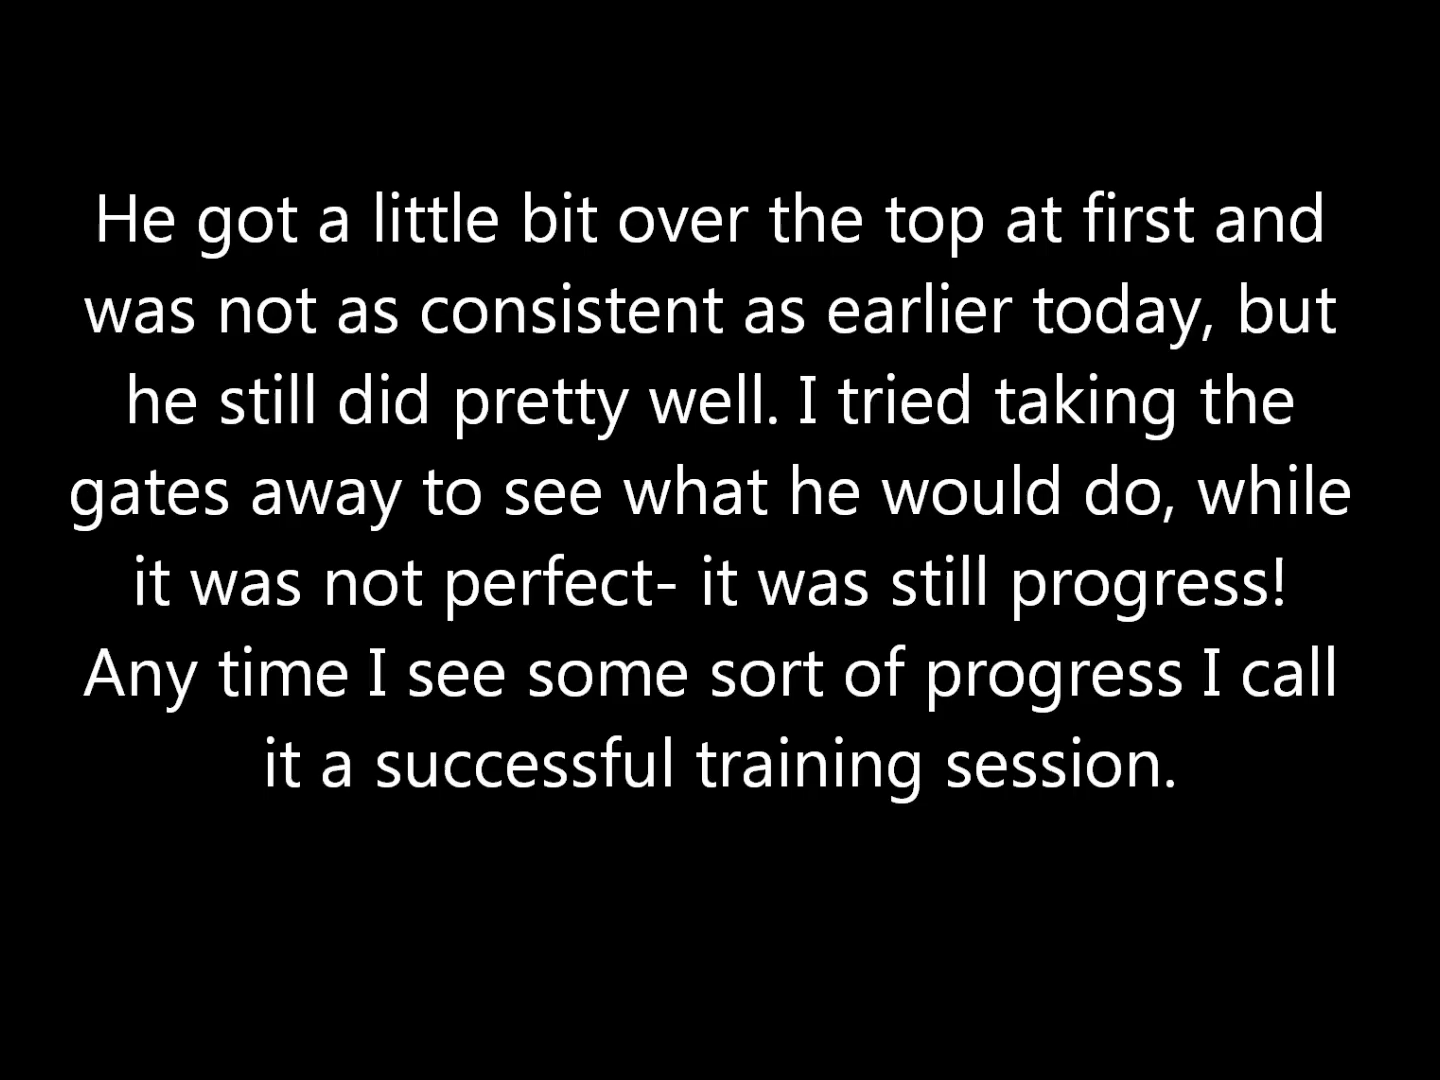 He got a little bit over the top at first and
was not as consistent as earlier today, but
he still did pretty well. I tried taking the
gates away to see what he would do, while
it was not perfect- it was still progress!
Any time I see some sort of progress I call
it a successful training session.